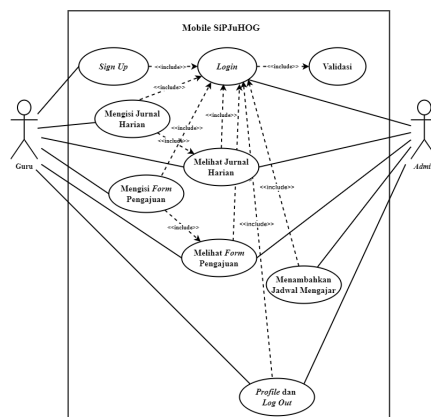 Mobile SiPJuHOG
Sign Up
<<include>>
Login
<<include>>
Validasi
<<include>>
Mengisi Jurnal
Harian
<<include>>
<<include>>
<<include>>
Guru
Melihat Jurnal
Harian
Admi
Mengisi Form
Pengajuan
<<include>>
<<include>>
<<include>>
Melihat Form
Pengajuan
Menambahkan
Jadwal Mengajar
Profile dan
Log Out